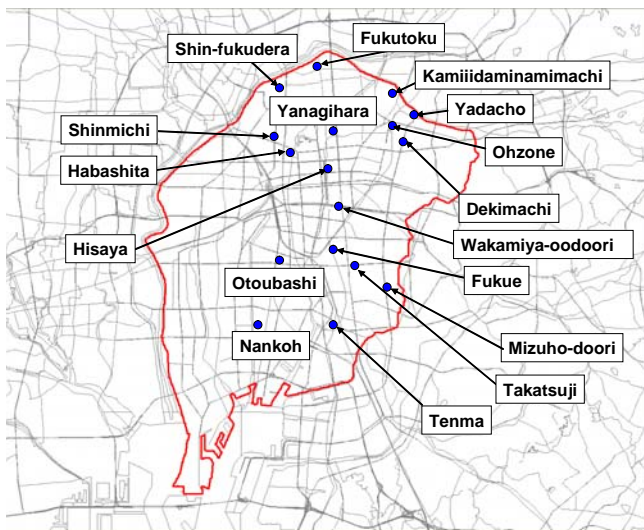 Fukutoku
Shin-fukudera
Kamiiidaminamimachi
Yanagihara
Yadacho
Shinmichi
Ohzone
Habashita
Dekimachi
Wakamiya-oodoori
Hisaya
Fukue
Otoubashi
Nankoh
Mizuho-doori
Takatsuji
Tenma